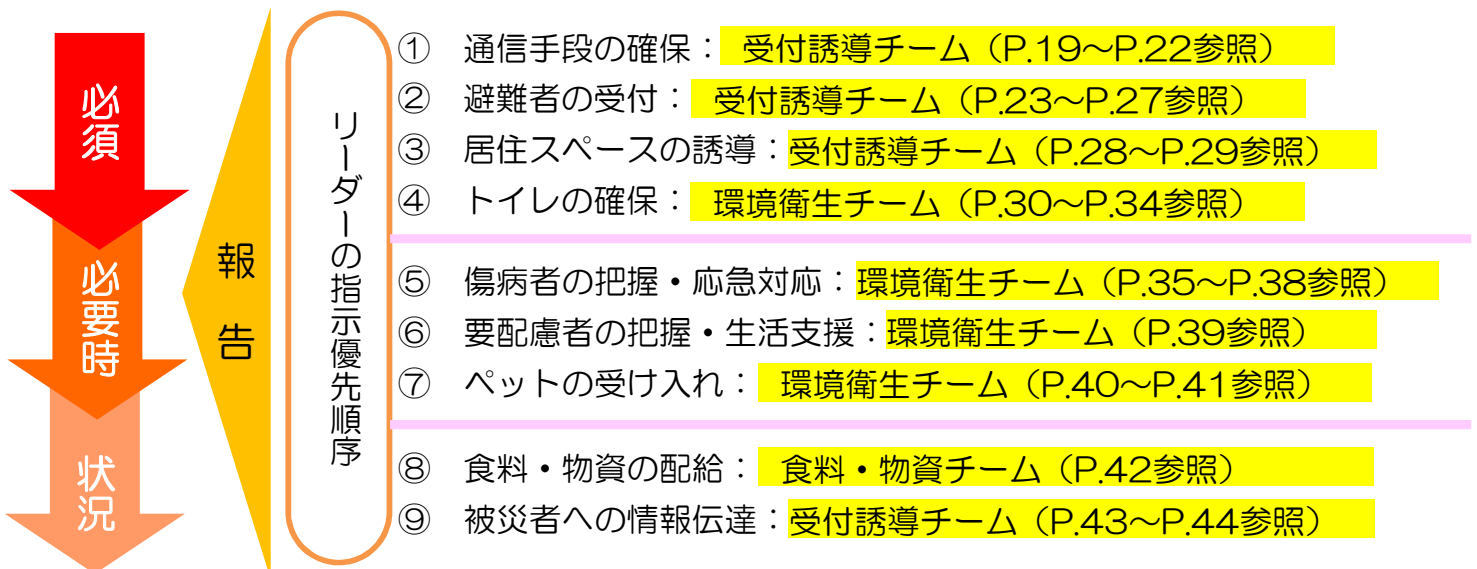 必須
必要時
状況
報告
リーダーの指示優先順序
① 通信手段の確保： 受付誘導チーム（P.19～P.22参照）
② 避難者の受付： 受付誘導チーム（P.23～P.27参照）
③ 居住スペースの誘導：受付誘導チーム（P.28～P.29参照）
④ トイレの確保： 環境衛生チーム（P.30～P.34参照）
⑤ 傷病者の把握・応急対応：環境衛生チーム（P.35～P.38参照）
⑥ 要配慮者の把握・生活支援：環境衛生チーム（P.39参照）
⑦ ペットの受け入れ： 環境衛生チーム（P.40～P.41参照）
⑧ 食料・物資の配給： 食料・物資チーム（P.42参照）
⑨ 被災者への情報伝達：受付誘導チーム（P.43～P.44参照）